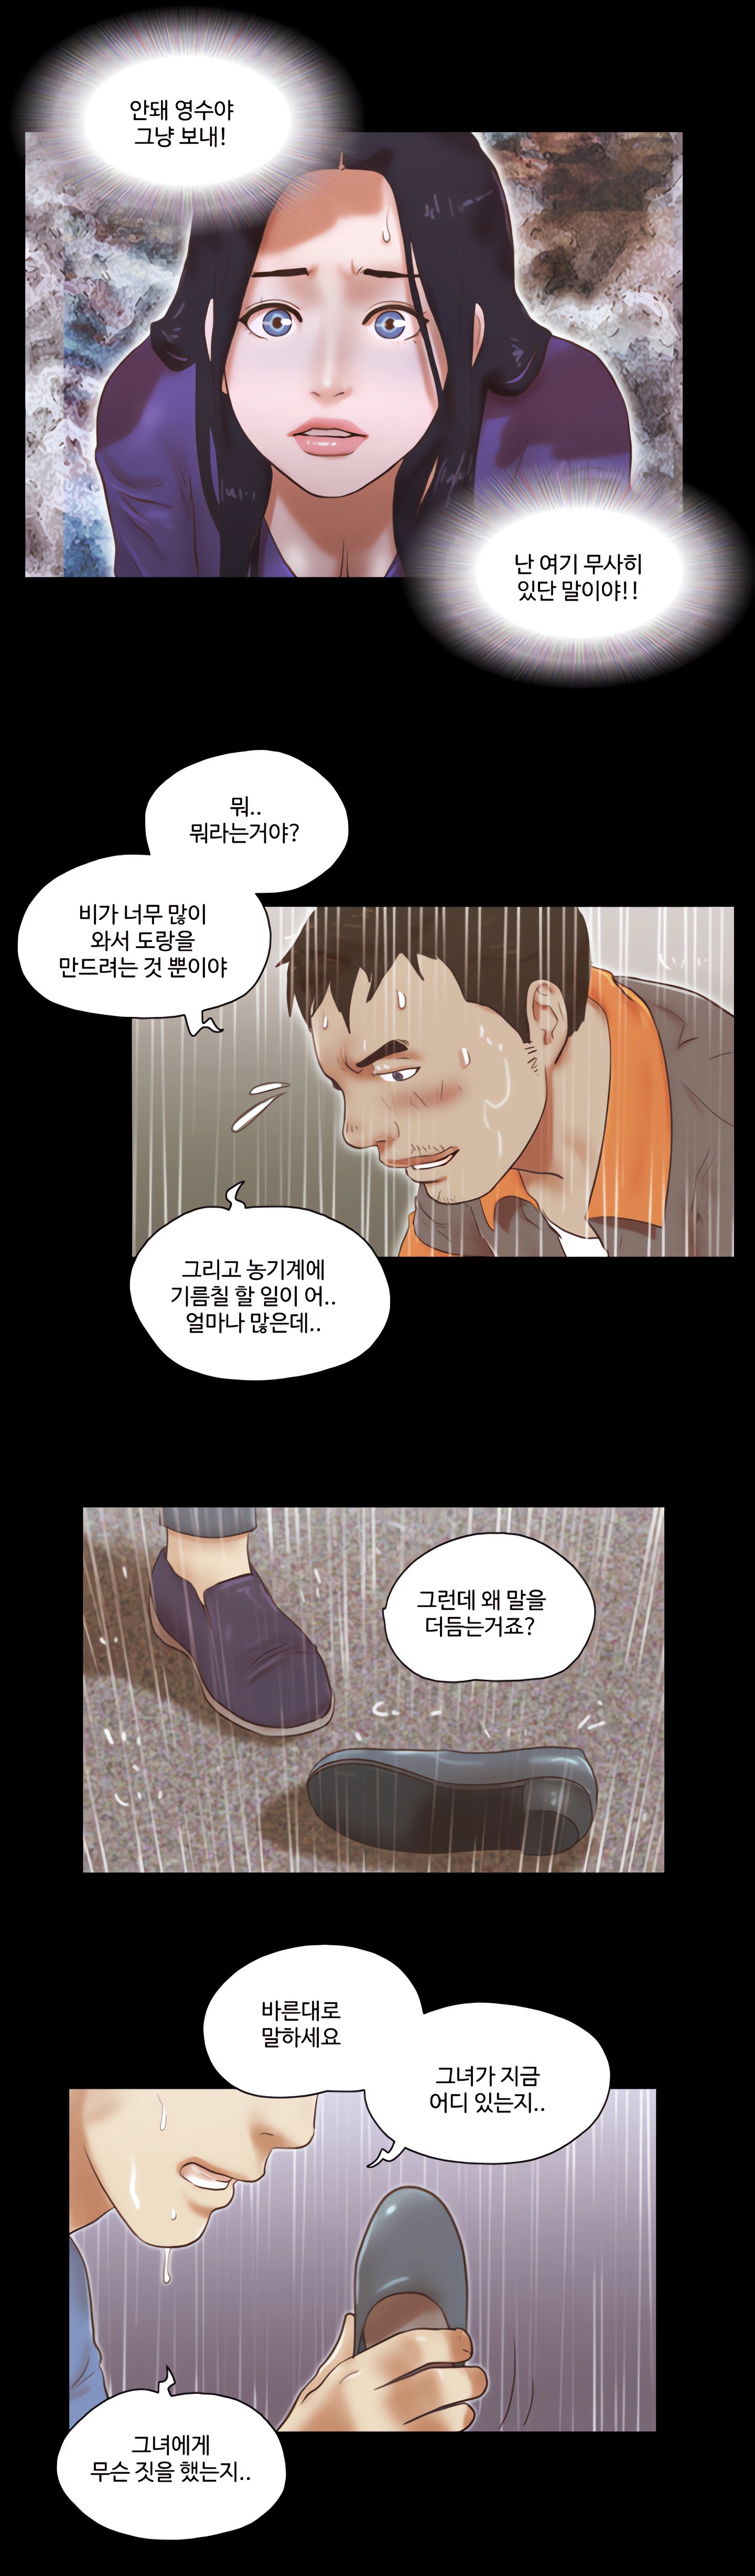 안돼 영수야
그냥 보내!
난 여기 무사히
있단 말이야!!
뭐..
뭐라는거야?
비가 너무 많이
와서 도랑을
만드려는 것 뿐이야
그리고 농기계에
기름칠 할 일이 어..
얼마나 많은데..
그런데 왜 말을
더듬는거죠?
바른대로
말하세요
그녀가 지금
어디 있는지..
그녀에게
무슨 짓을 했는지..